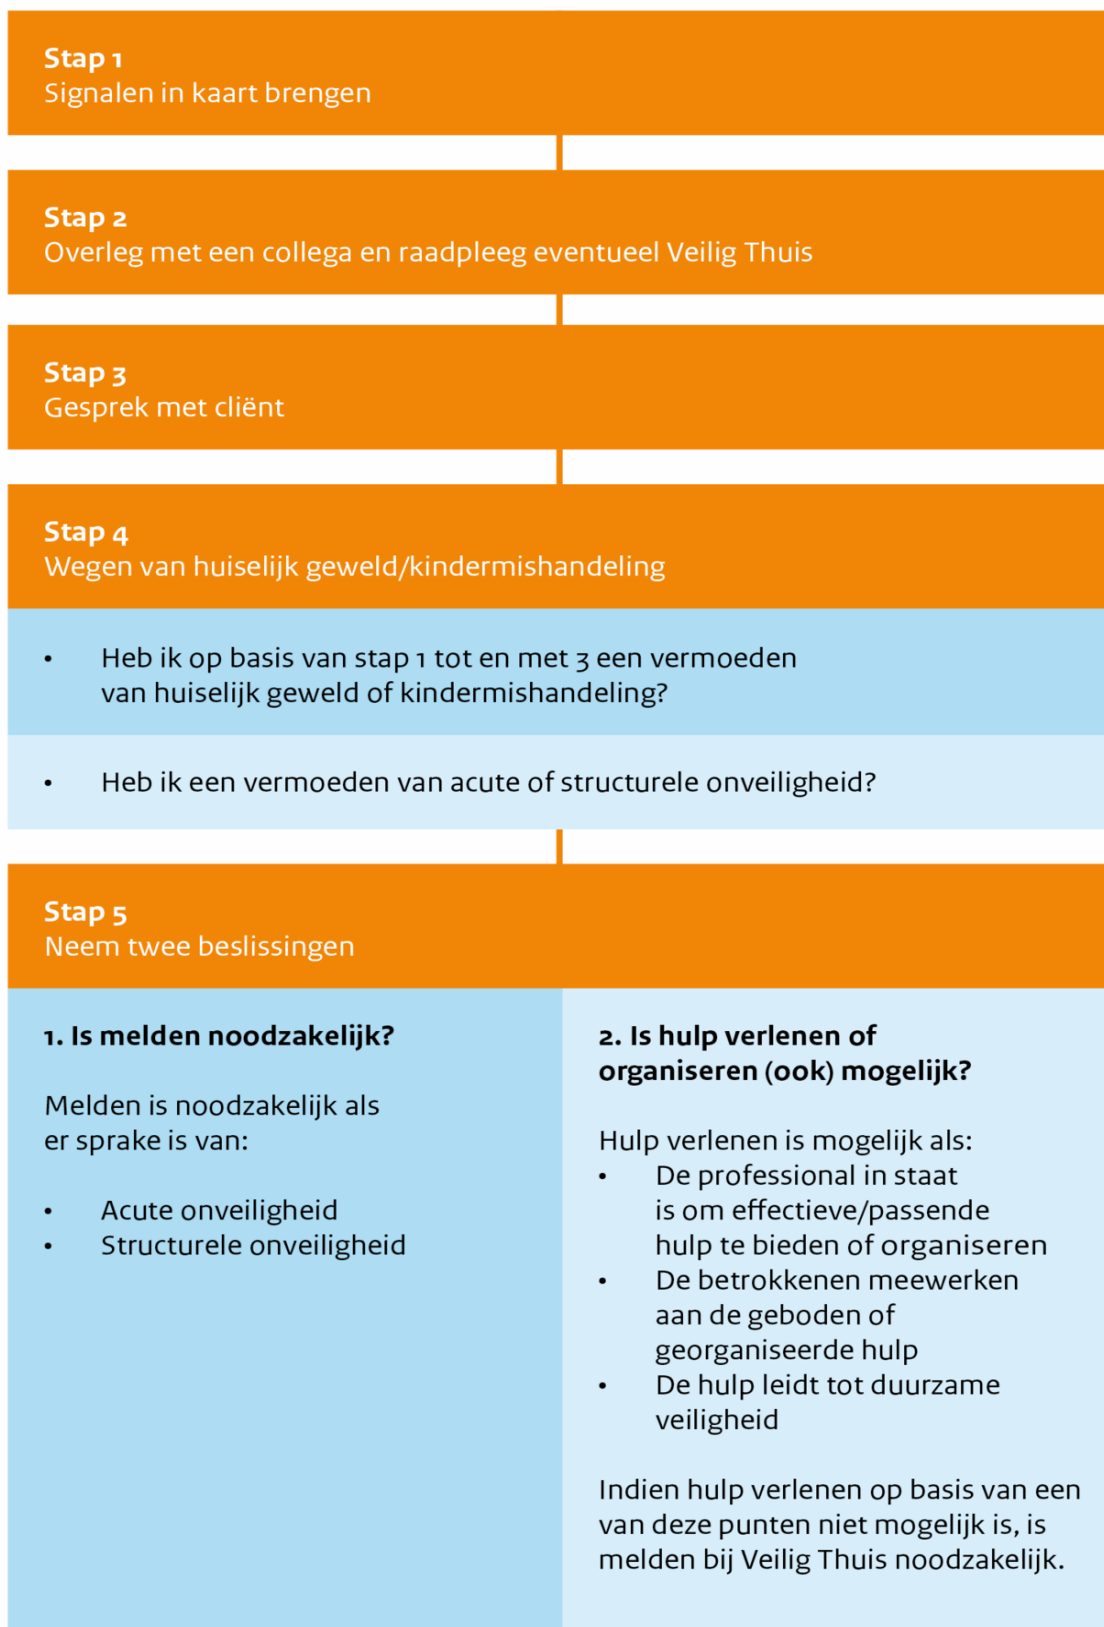 Stap 1
Signalen in kaart brengen
Stap 2
Overleg met een collega en raadpleeg eventueel Veilig Thuis
Stap 3
Gesprek met cliënt
Stap 4
Wegen van huiselijk geweld/kindermishandeling
• Heb ik op basis van stap 1 tot en met 3 een vermoeden
van huiselijk geweld of kindermishandeling?
• Heb ik een vermoeden van acute of structurele onveiligheid?
Stap 5
Neem twee beslissingen
1. Is melden noodzakelijk?
Melden is noodzakelijk als
er sprake is van:
• Acute onveiligheid
• Structurele onveiligheid
2. Is hulp verlenen of
organiseren (ook) mogelijk?
Hulp verlenen is mogelijk als:
• De professional in staat
is om effectieve/passende
hulp te bieden of organiseren
• De betrokkenen meewerken
aan de geboden of
georganiseerde hulp
• De hulp leidt tot duurzame
veiligheid
Indien hulp verlenen op basis van een
van deze punten niet mogelijk is, is
melden bij Veilig Thuis noodzakelijk.